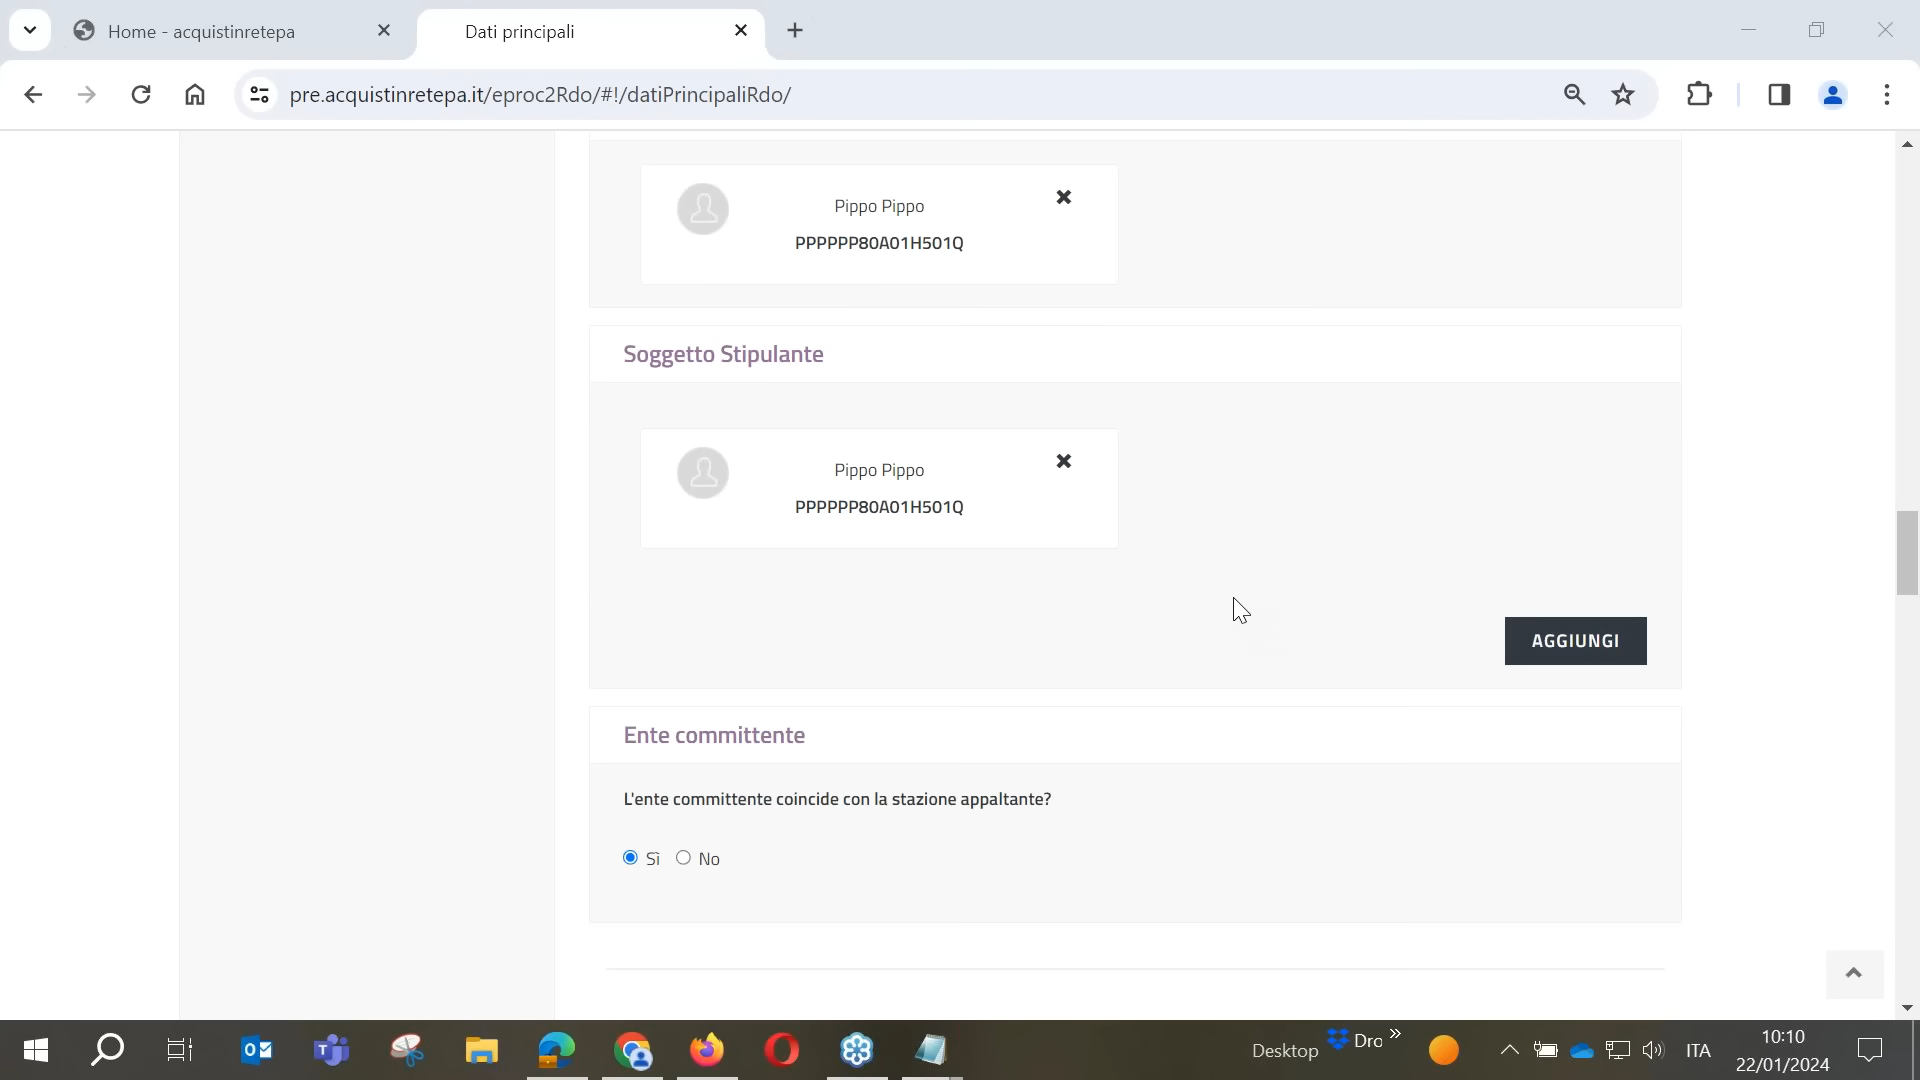 Home - acquistinretepa
Dati principali
pre.acquistinretepa.it/eproc2Rdo/#!/datiPrincipaliRdo/
Pippo Pippo
PPPPPP80A01H501Q
Soggetto Stipulante
Pippo Pippo
PPPPPP80A01H501Q
AGGIUNGI
Ente committente
L'ente committente coincide con la stazione appaltante?
Sì No
Desktop
Dro
ITA
10:10
22/01/2024